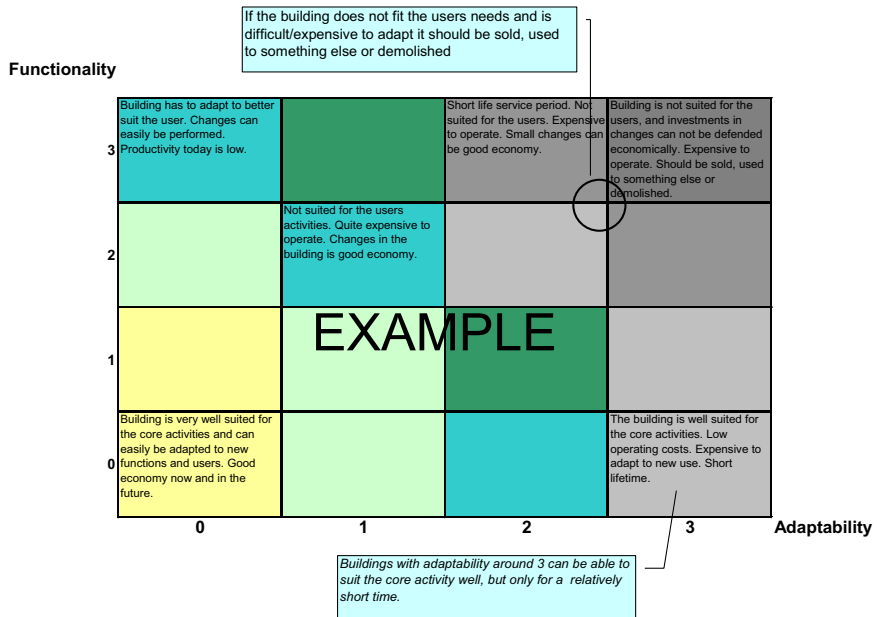 If the building does not fit the users needs and is
difficult/expensive to adapt it should be sold, used
to something else or demolished
Functionality
Building has to adapt to better
suit the user. Changes can
easily be performed.
Productivity today is low.
Short life service period. Not
suited for the users. Expensive
to operate. Small changes can
be good economy.
Building is not suited for the
users, and investments in
changes can not be defended
economically. Expensive to
operate. Should be sold, used
to something else or
demolished.
3
Not suited for the users
activities. Quite expensive to
operate. Changes in the
building is good economy.
2
EXAMPLE
1
Building is very well suited for
the core activities and can
easily be adapted to new
functions and users. Good
economy now and in the
future.
The building is well suited for
the core activities. Low
operating costs. Expensive to
adapt to new use. Short
lifetime.
0
0 1 2 3 Adaptability
Buildings with adaptability around 3 can be able to
suit the core activity well, but only for a relatively
short time.